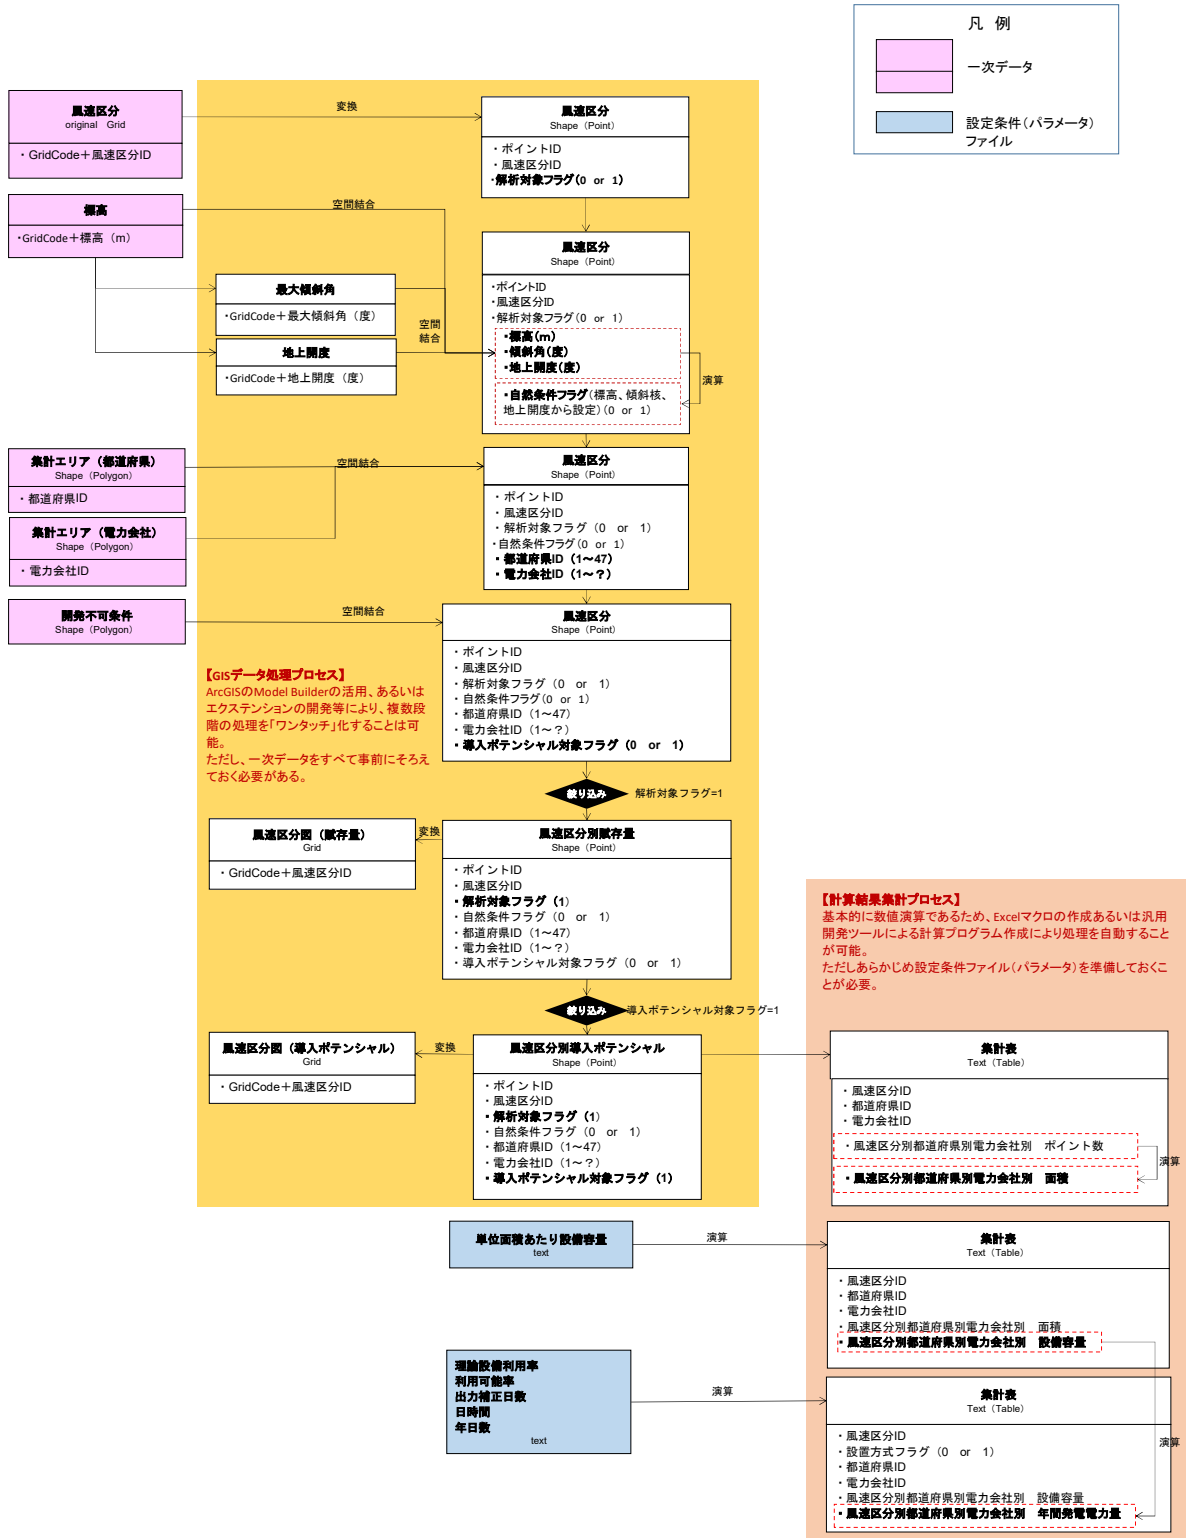 凡 例
一次データ
設定条件(パラメータ)
ファイル
風速区分
original Grid
・GridCode＋風速区分ID
変換
風速区分
Shape (Point)
・ポイントID
・風速区分ID
・解析対象フラグ(0 or 1)
標高
・GridCode＋標高 (m)
空間結合
風速区分
Shape (Point)
・ポイントID
・風速区分ID
・解析対象フラグ(0 or 1)
・標高(m)
・傾斜角(度)
・地上開度(度)
・自然条件フラグ(標高、傾斜核、
地上開度から設定)(0 or 1)
演算
最大傾斜角
・GridCode＋最大傾斜角 (度)
空間
結合
地上開度
・GridCode＋地上開度 (度)
集計エリア (都道府県)
Shape (Polygon)
・都道府県ID
空間結合
集計エリア (電力会社)
Shape (Polygon)
・電力会社ID
風速区分
Shape (Point)
・ポイントID
・風速区分ID
・解析対象フラグ (0 or 1)
・自然条件フラグ(0 or 1)
・都道府県ID (1～47)
・電力会社ID (1～?)
開発不可条件
Shape (Polygon)
空間結合
風速区分
Shape (Point)
・ポイントID
・風速区分ID
・解析対象フラグ (0 or 1)
・自然条件フラグ(0 or 1)
・都道府県ID (1～47)
・電力会社ID (1～?)
・導入ポテンシャル対象フラグ (0 or 1)
【GISデータ処理プロセス】
ArcGISのModel Builderの活用、あるいは
エクステンションの開発等により、複数段
階の処理を「ワンタッチ」化することは可
能。
ただし、一次データをすべて事前にそろえ
ておく必要がある。
絞り込み
解析対象フラグ=1
風速区分図 (賦存量)
Grid
・GridCode＋風速区分ID
変換
風速区分別賦存量
Shape (Point)
・ポイントID
・風速区分ID
・解析対象フラグ (1)
・自然条件フラグ (0 or 1)
・都道府県ID (1～47)
・電力会社ID (1～?)
・導入ポテンシャル対象フラグ (0 or 1)
絞り込み
導入ポテンシャル対象フラグ=1
風速区分図 (導入ポテンシャル)
Grid
・GridCode＋風速区分ID
変換
風速区分別導入ポテンシャル
Shape (Point)
・ポイントID
・風速区分ID
・解析対象フラグ (1)
・自然条件フラグ (0 or 1)
・都道府県ID (1～47)
・電力会社ID (1～?)
・導入ポテンシャル対象フラグ (1)
【計算結果集計プロセス】
基本的に数値演算であるため、Excelマクロの作成あるいは汎用
開発ツールによる計算プログラム作成により処理を自動すること
が可能。
ただしあらかじめ設定条件ファイル(パラメータ)を準備しておくこ
とが必要。
集計表
Text (Table)
・風速区分ID
・都道府県ID
・電力会社ID
・風速区分別都道府県別電力会社別 ポイント数
・風速区分別都道府県別電力会社別 面積
演算
単位面積あたり設備容量
text
演算
集計表
Text (Table)
・風速区分ID
・都道府県ID
・電力会社ID
・風速区分別都道府県別電力会社別 面積
・風速区分別都道府県別電力会社別 設備容量
理論設備利用率
利用可能率
出力補正日数
日時間
年日数
text
演算
集計表
Text (Table)
・風速区分ID
・設置方式フラグ (0 or 1)
・都道府県ID
・電力会社ID
・風速区分別都道府県別電力会社別 設備容量
・風速区分別都道府県別電力会社別 年間発電電力量
演算